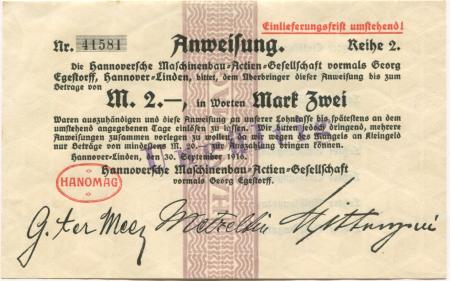 Einlieferungsfrist umstehend!
Nr. 41581 Anweisung. Reihe 2.
Die Hannoversche Maschinenbau-Actien-Gesellschaft vormals Georg
Egestorff, Hannover-Linden, bittet, dem Überbringer dieser Anweisung bis zum
Betrage von
M. 2.—, in Worten Mark Zwei
Waren auszuhändigen und diese Anweisung an unserer Lohnkasse bis spätestens an dem
umstehend angegebenen Tage einlösen zu lassen. Wir bitten jedoch dringend, mehrere
Anweisungen zusammen vorlegen zu wollen, da wir wegen des Mangels an Kleingeld
nur Beträge von mindestens M. 20.— zur Auszahlung bringen können.
Hannover-Linden, 30. September 1916.
Hannoversche Maschinenbau-Actien-Gesellschaft
vormals Georg Egestorff.
HANOMAG
G. ter Meer Metzeltin